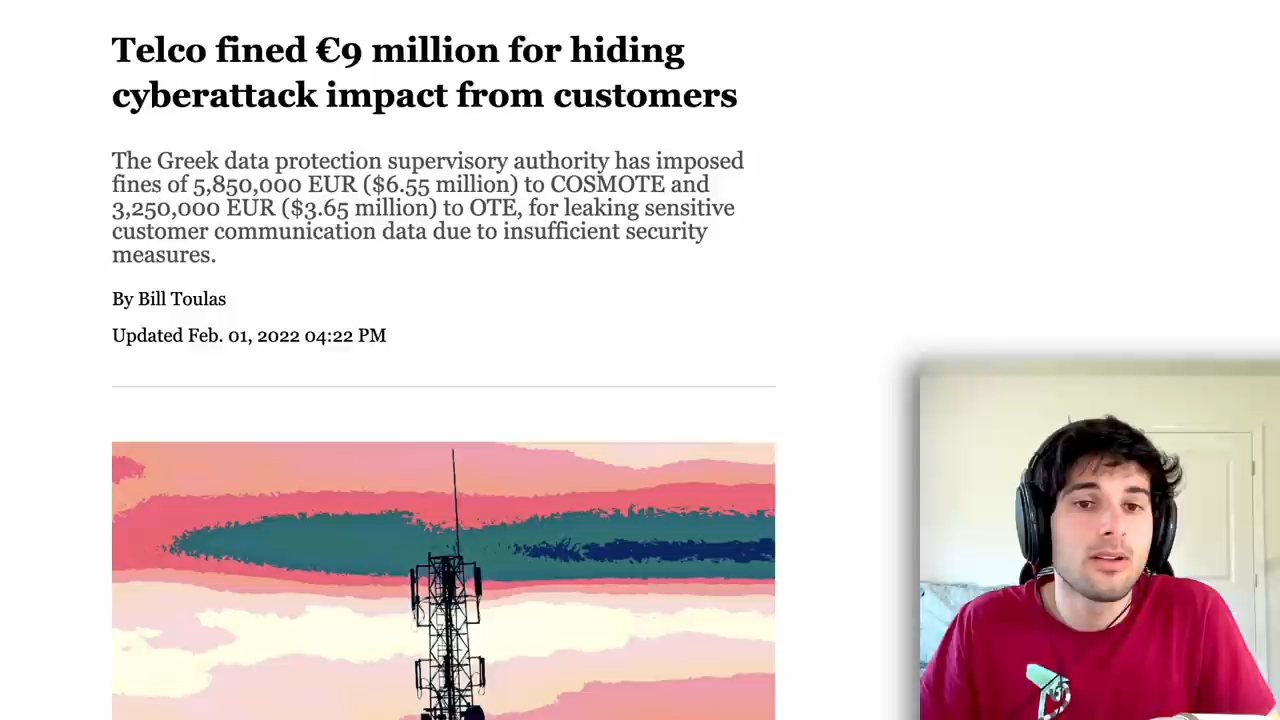 Telco fined €9 million for hiding
cyberattack impact from customers
The Greek data protection supervisory authority has imposed
fines of 5,850,000 EUR ($6.55 million) to COSMOTE and
3,250,000 EUR ($3.65 million) to OTE, for leaking sensitive
customer communication data due to insufficient security
measures.
By Bill Toulas
Updated Feb. 01, 2022 04:22 PM